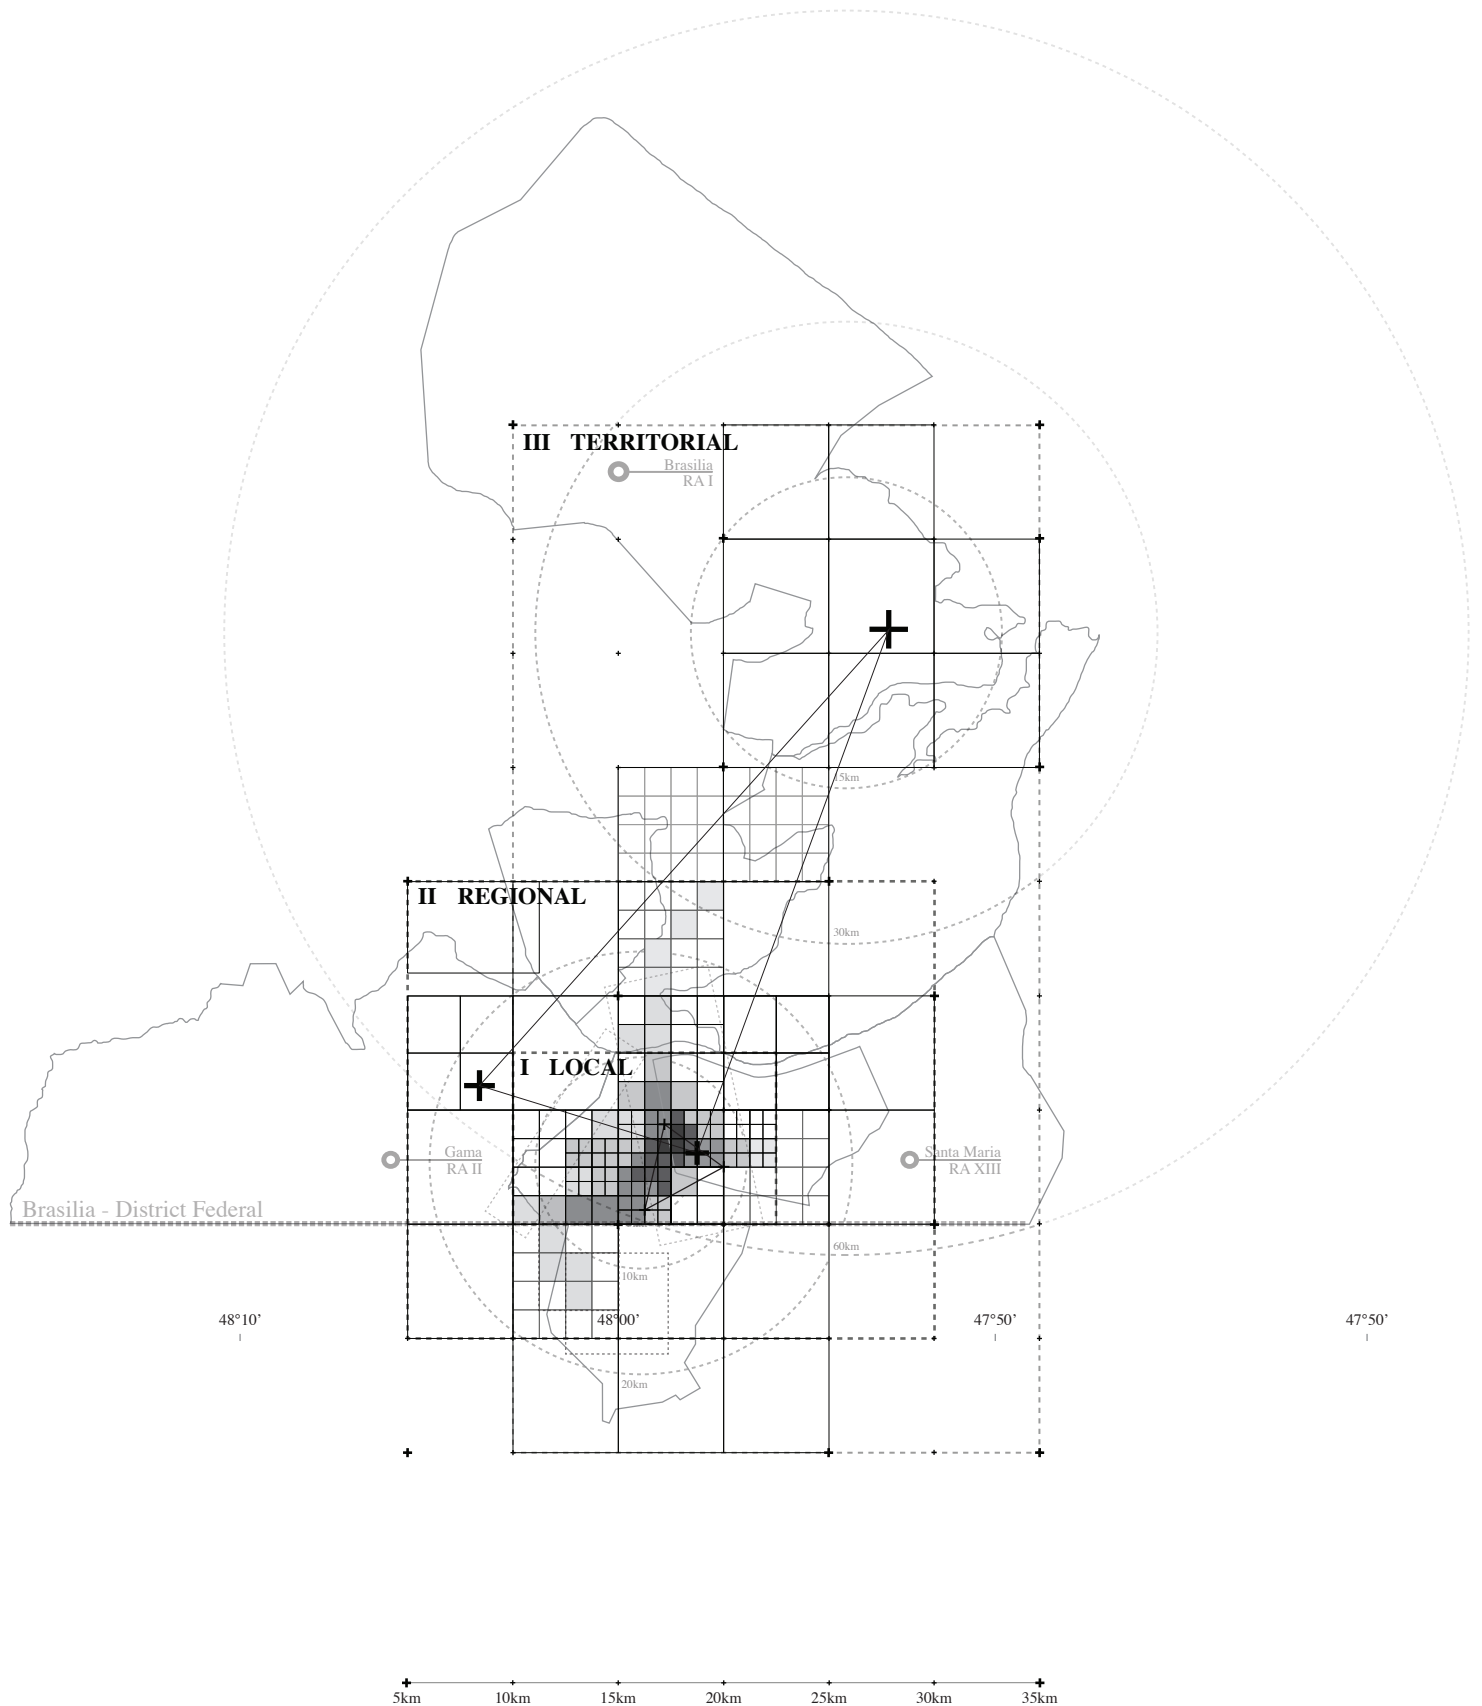 III TERRITORIAL
Brasilia
RA I
15km
II REGIONAL
30km
I LOCAL
Gama
RA II
Santa Maria
RA XIII
Brasilia - District Federal
60km
10km
48°10’
48°00’
47°50’
47°50’
20km
5km
10km
15km
20km
25km
30km
35km